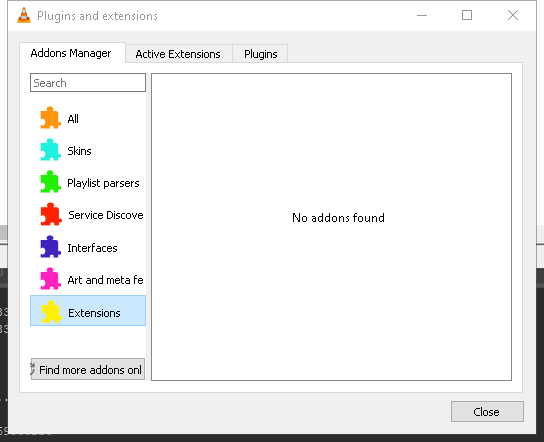 Plugins and extensions
Addons Manager
Active Extensions
Plugins
Search
All
Skins
Playlist parsers
Service Discove
Interfaces
Art and meta fe
Extensions
No addons found
Find more addons onl
Close